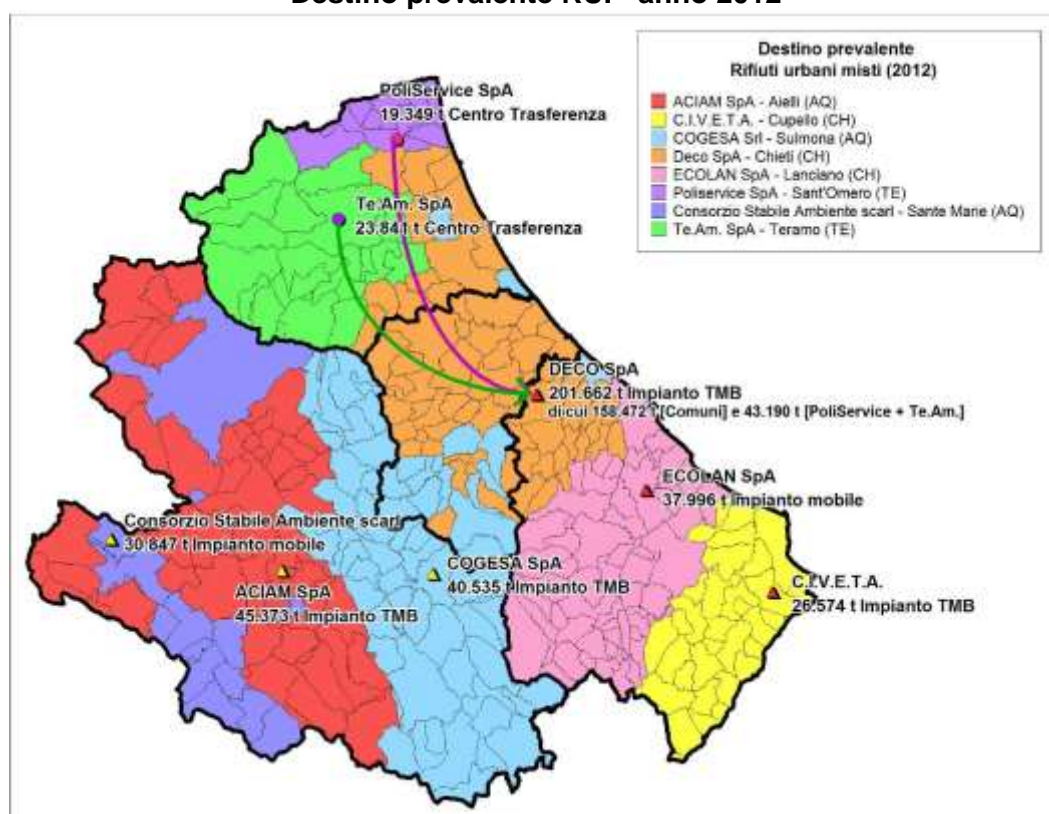 Destino prevalente RUI - anno 2012
Destino prevalente
Rifiuti urbani misti (2012)
ACIAM SpA - Aielli (AQ)
C.I.V.E.T.A. - Cupello (CH)
COGESA Srl - Sulmona (AQ)
Deco SpA - Chieti (CH)
ECOLAN SpA - Lanciano (CH)
Poliservice SpA - Sant'Omero (TE)
Consorzio Stabile Ambiente scarl - Sante Marie (AQ)
Te.Am. SpA - Teramo (TE)
PoliService SpA
19.349 t Centro Trasferenza
Te.Am. SpA
23.841 t Centro Trasferenza
DECO SpA
201.662 t Impianto TMB
di cui 158.472 t [Comuni] e 43.190 t [PoliService + Te.Am.]
ECOLAN SpA
37.996 t Impianto mobile
Consorzio Stabile Ambiente scarl
30.847 t Impianto mobile
COGESA SpA
40.535 t Impianto TMB
ACIAM SpA
45.373 t Impianto TMB
C.I.V.E.T.A.
26.574 t Impianto TMB